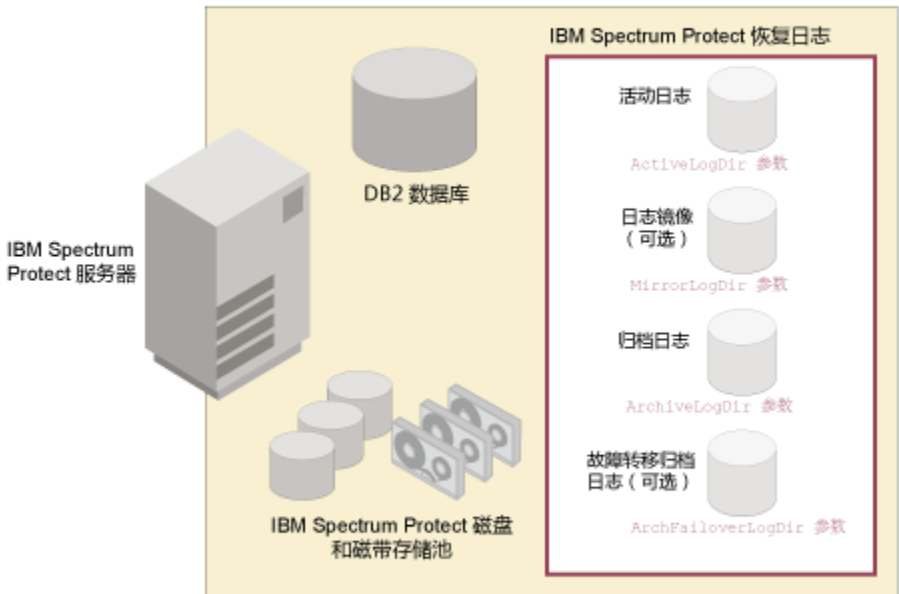 IBM Spectrum Protect 恢复日志
活动日志
ActiveLogDir 参数
DB2 数据库
日志镜像
（可选）
MirrorLogDir 参数
IBM Spectrum
Protect 服务器
归档日志
ArchiveLogDir 参数
故障转移归档
日志（可选）
ArchFailoverLogDir 参数
IBM Spectrum Protect 磁盘
和磁带存储池